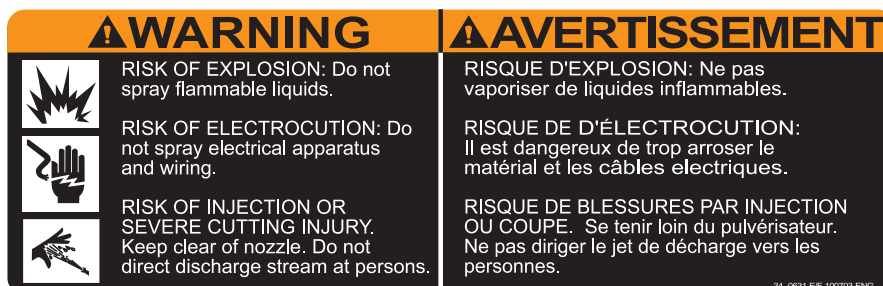 WARNING
RISK OF EXPLOSION: Do not
spray flammable liquids.
RISK OF ELECTROCUTION: Do
not spray electrical apparatus
and wiring.
RISK OF INJECTION OR
SEVERE CUTTING INJURY.
Keep clear of nozzle. Do not
direct discharge stream at persons.
AVERTISSEMENT
RISQUE D'EXPLOSION: Ne pas
vaporiser de liquides inflammables.
RISQUE DE D'ÉLECTROCUTION:
Il est dangereux de trop arroser le
matérial et les câbles electriques.
RISQUE DE BLESSURES PAR INJECTION
OU COUPE. Se tenir loin du pulvérisateur.
Ne pas diriger le jet de décharge vers les
personnes.
34_0631 F/E 100703 ENG